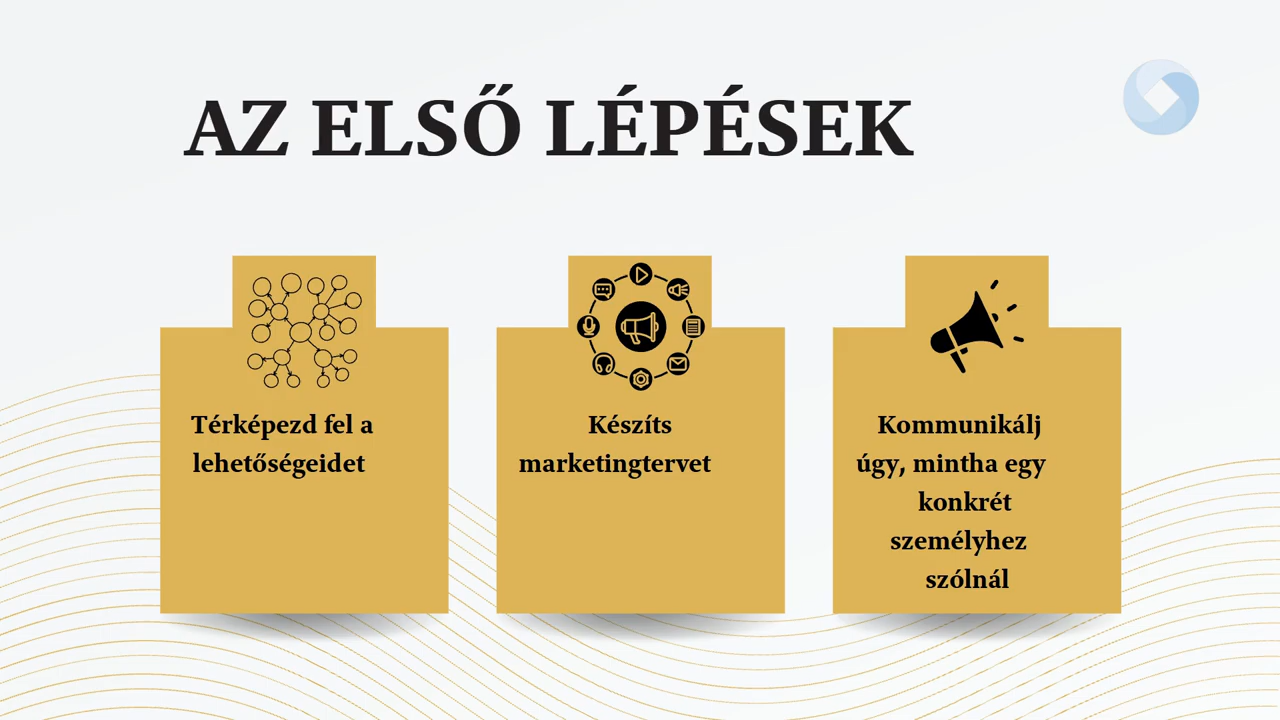 AZ ELSŐ LÉPÉSEK
Térképezd fel a
lehetőségeidet
Készíts
marketingtervet
Kommunikálj
úgy, mintha egy
konkrét
személyhez
szólnál